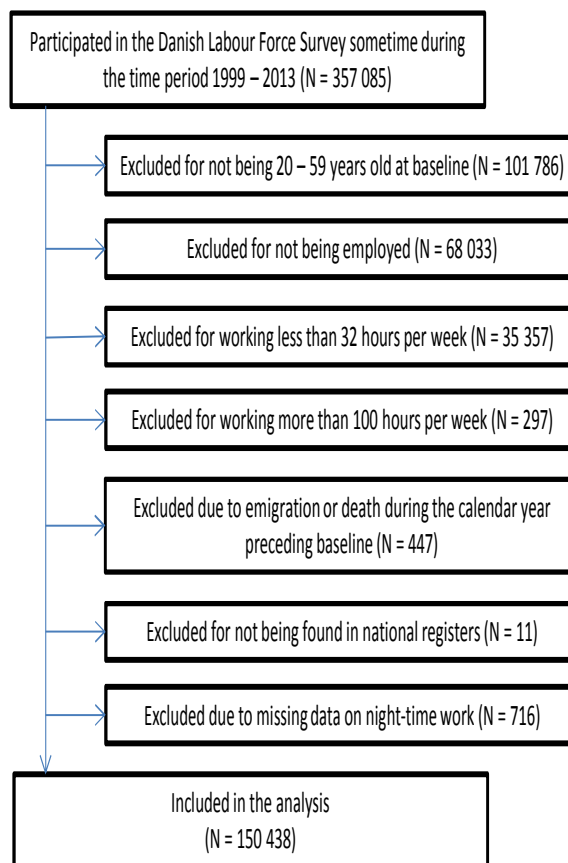 Participated in the Danish Labour Force Survey sometime during
the time period 1999 – 2013 (N = 357 085)
Excluded for not being 20 – 59 years old at baseline (N = 101 786)
Excluded for not being employed (N = 68 033)
Excluded for working less than 32 hours per week (N = 35 357)
Excluded for working more than 100 hours per week (N = 297)
Excluded due to emigration or death during the calendar year
preceding baseline (N = 447)
Excluded for not being found in national registers (N = 11)
Excluded due to missing data on night-time work (N = 716)
Included in the analysis
(N = 150 438)